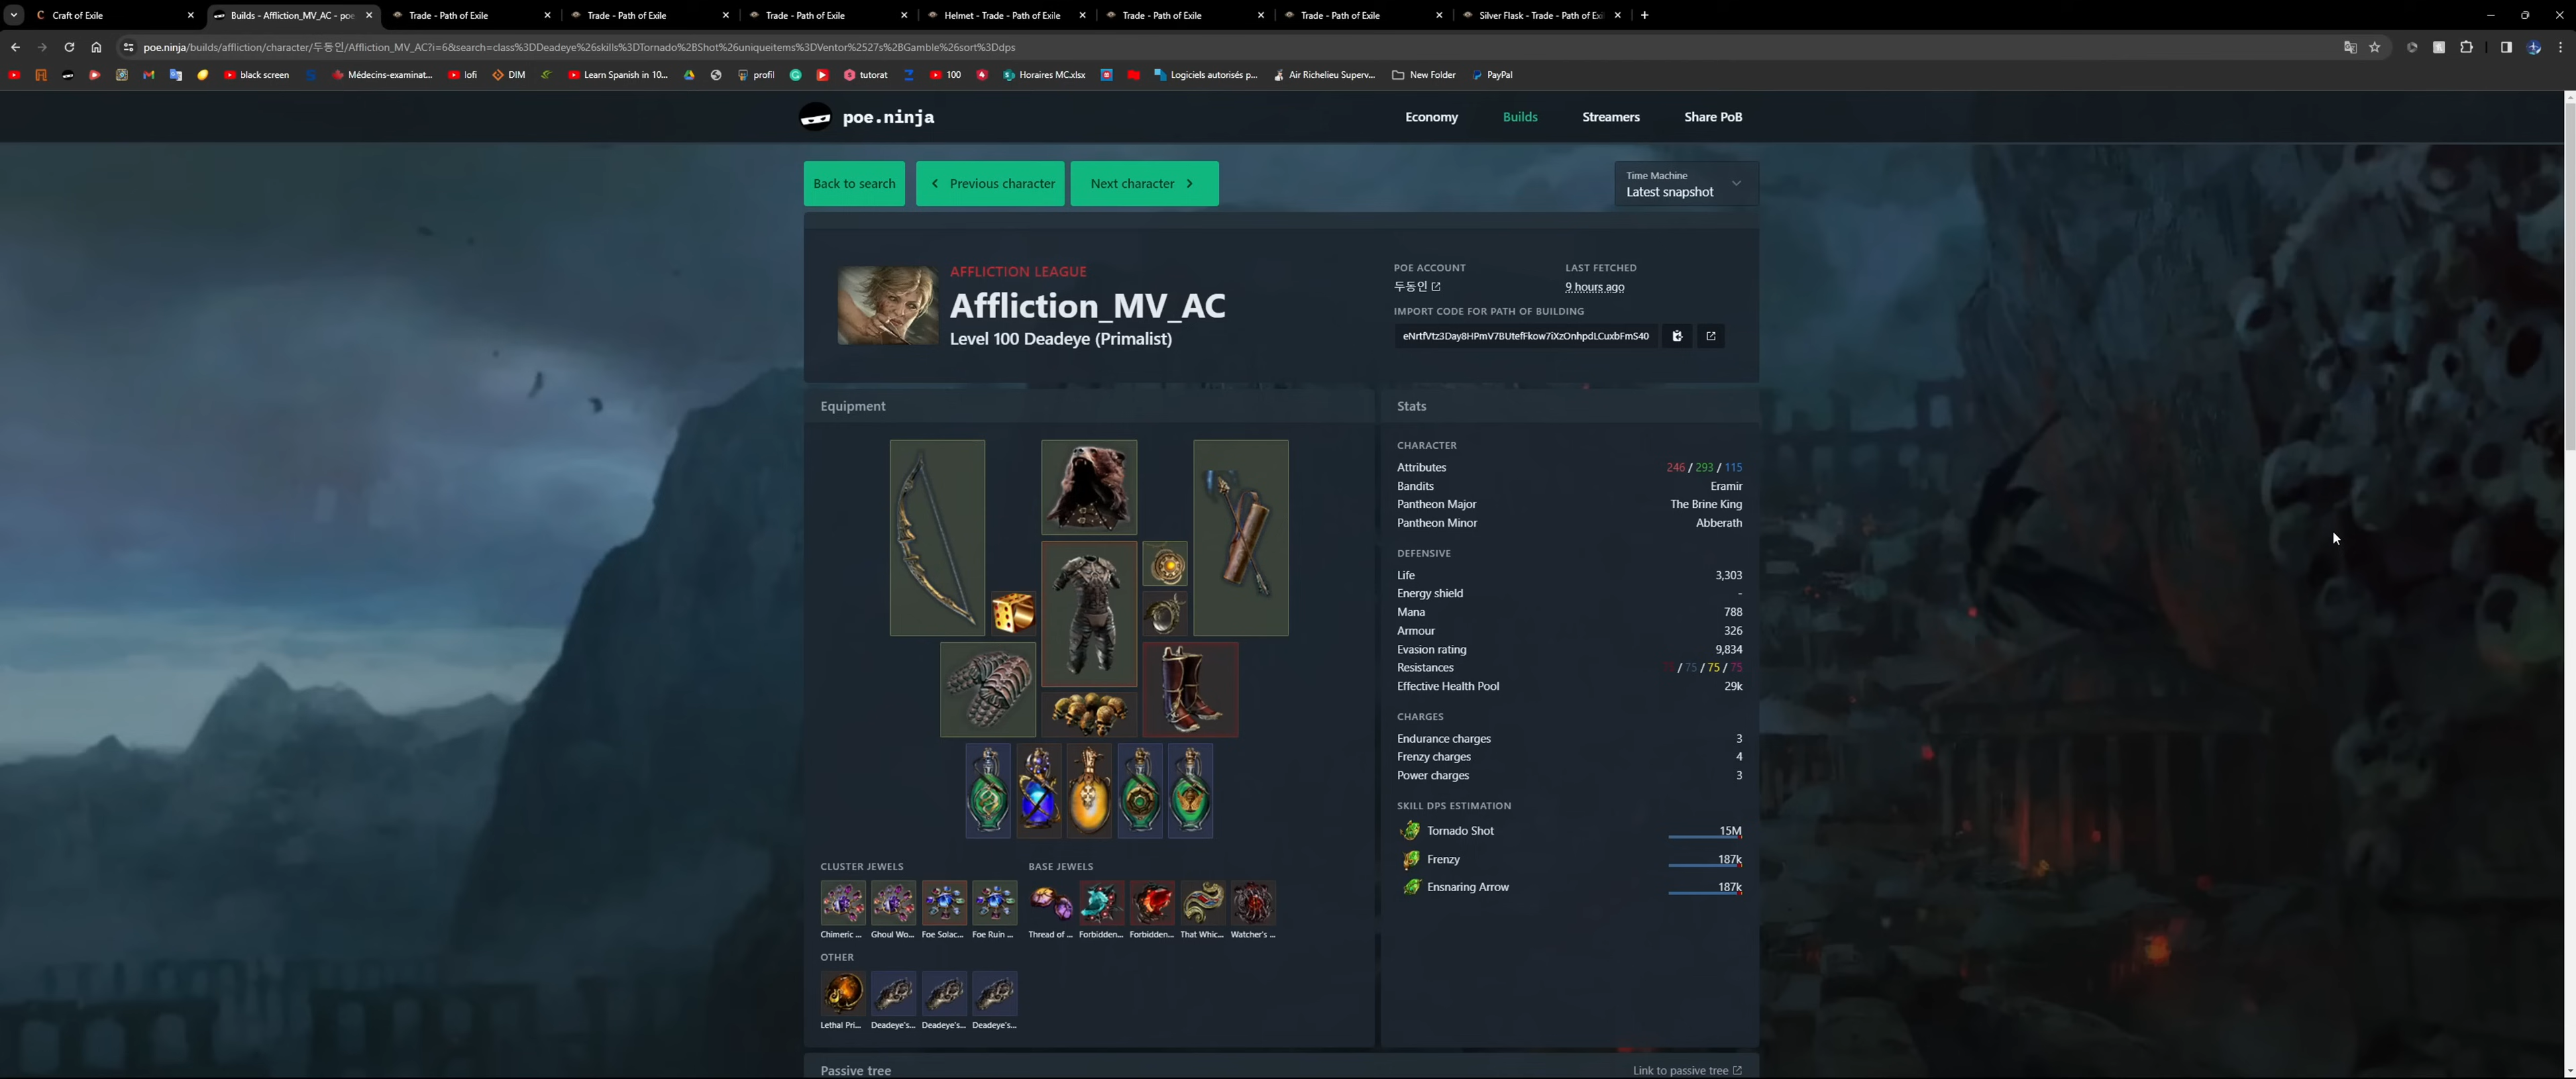 Craft of Exile
Builds - Affliction_MV_AC - poe.
Trade - Path of Exile
Trade - Path of Exile
Trade - Path of Exile
Helmet - Trade - Path of Exile
Trade - Path of Exile
Trade - Path of Exile
Silver Flask - Trade - Path of Exi
poe.ninja/builds/affliction/character/두동인/Affliction_MV_AC?i=6&search=class%3DDeadeye%26skills%3DTornado%2BShot%26uniqueitems%3DVentor%2527s%2BGamble%26sort%3Ddps
black screen
Médecins-examinat...
lofi
DIM
Learn Spanish in 10...
profil
tutorat
100
Horaires MC.xlsx
Logiciels autorisés p...
Air Richelieu Superv...
New Folder
PayPal
poe.ninja
Economy
Builds
Streamers
Share PoB
Back to search
Previous character
Next character
Time Machine
Latest snapshot
AFFLICTION LEAGUE
Affliction_MV_AC
Level 100 Deadeye (Primalist)
POE ACCOUNT
두동인
LAST FETCHED
9 hours ago
IMPORT CODE FOR PATH OF BUILDING
Equipment
Stats
CHARACTER
Attributes 246 / 293 / 115
Bandits Eramir
Pantheon Major The Brine King
Pantheon Minor Abberath
DEFENSIVE
Life 3,303
Energy shield -
Mana 788
Armour 326
Evasion rating 9,834
Resistances / 75 / 75 / 75
Effective Health Pool 29k
CHARGES
Endurance charges 3
Frenzy charges 4
Power charges 3
SKILL DPS ESTIMATION
Tornado Shot 15M
Frenzy 187k
Ensnaring Arrow 187k
CLUSTER JEWELS
Chimeric ...
Ghoul Wo...
Foe Solac...
Foe Ruin ...
BASE JEWELS
Thread of ...
Forbidden...
Forbidden...
That Whic...
Watcher's ...
OTHER
Lethal Pri...
Deadeye's...
Deadeye's...
Deadeye's...
Passive tree
Link to passive tree